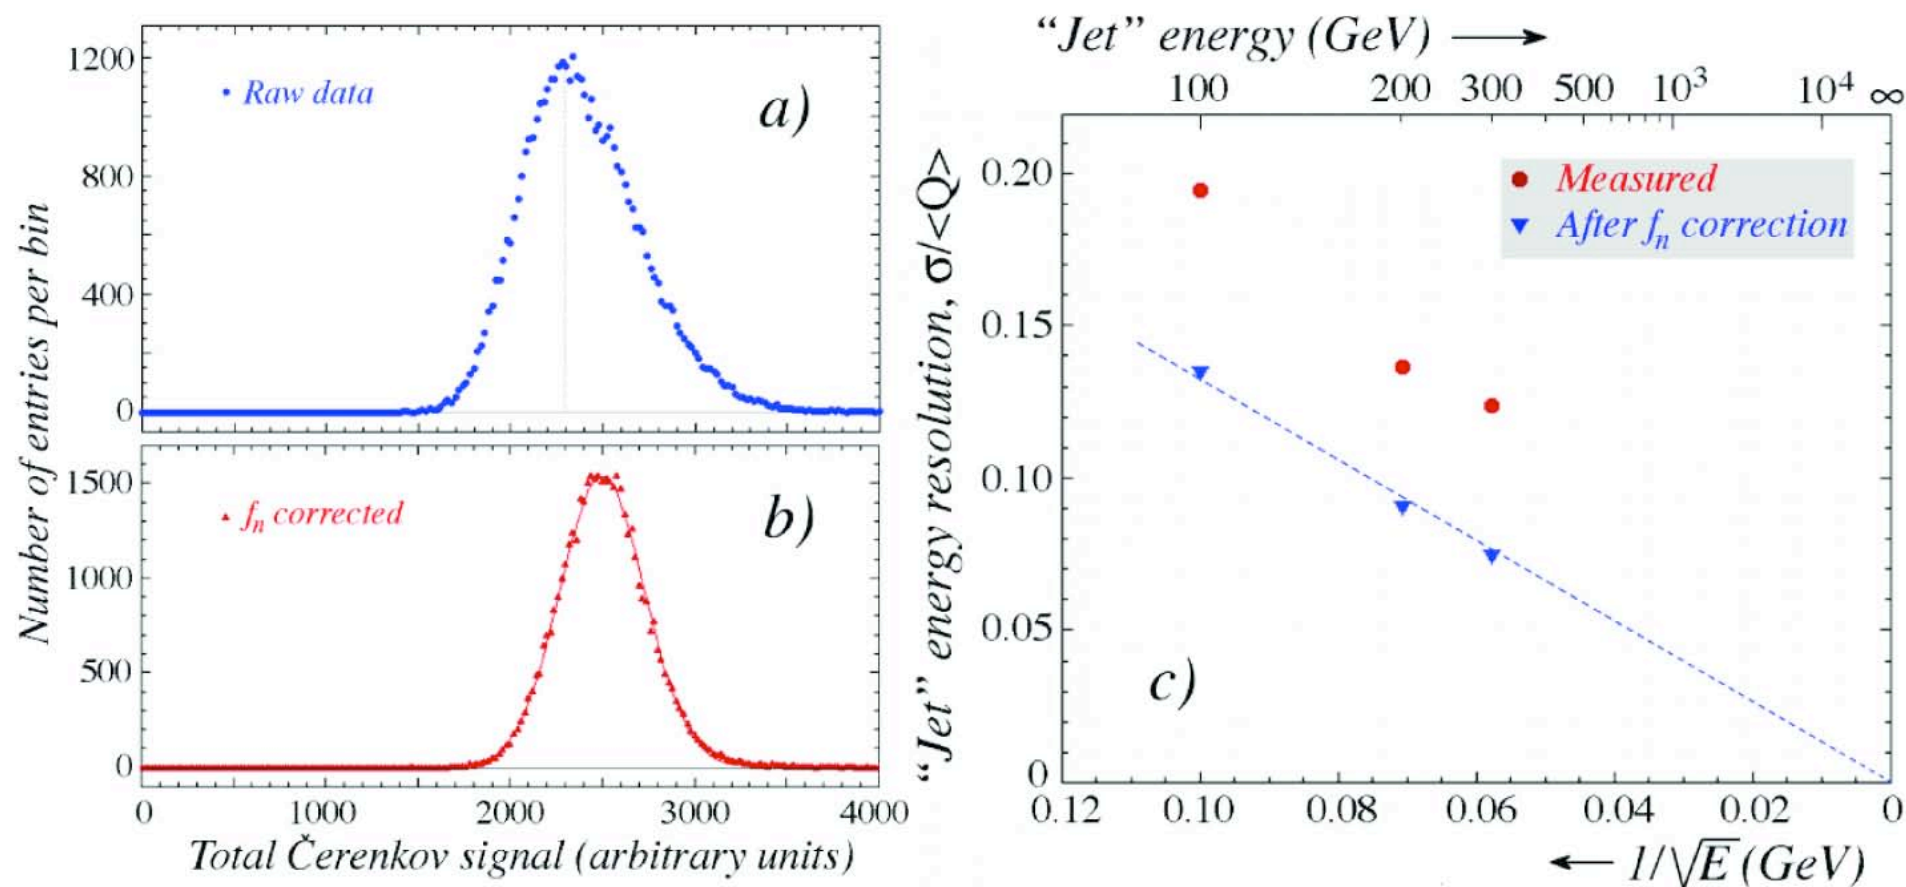 Number of entries per bin
1200
800
400
0
Raw data
a)
1500
1000
500
0
fn corrected
b)
0 1000 2000 3000 4000
Total Čerenkov signal (arbitrary units)
“Jet” energy (GeV)
100 200 300 500 10³ 10⁴ ∞
“Jet” energy resolution, σ/<Q>
0.20
0.15
0.10
0.05
0
Measured
After fn correction
c)
0.12 0.10 0.08 0.06 0.04 0.02 0
1/√E (GeV)